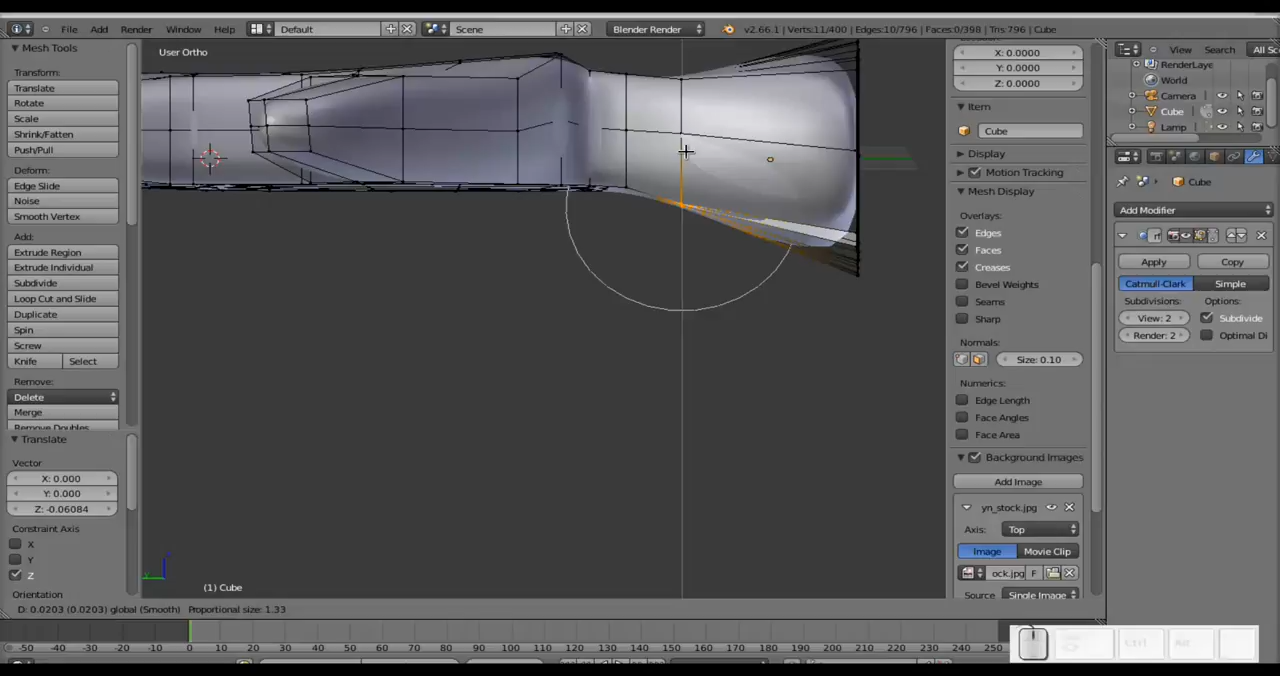 File Add Render Window Help Default Scene Blender Render v2.66.1 | Verts:11/400 | Edges:10/796 | Faces:0/398 | Tris 796 | Cube
Mesh Tools
Transform:
Translate
Rotate
Scale
Shrink/Fatten
Push/Pull
Deform:
Edge Slide
Noise
Smooth Vertex
Add:
Extrude Region
Extrude Individual
Subdivide
Loop Cut and Slide
Duplicate
Spin
Screw
Knife Select
Remove:
Delete
Merge
Translate
Vector
X: 0.000
Y: 0.000
Z: -0.06084
Constraint Axis
X
Y
Z
Orientation
User Ortho
(1) Cube
D: 0.0203 (0.0203) global (Smooth) Proportional size: 1.33
X: 0.0000
Y: 0.0000
Z: 0.0000
Item
Cube
Display
Motion Tracking
Mesh Display
Overlays:
Edges
Faces
Creases
Bevel Weights
Seams
Sharp
Normals:
Size: 0.10
Numerics:
Edge Length
Face Angles
Face Area
Background Images
Add Image
yn_stock.jpg
Axis: Top
Image Movie Clip
ock.jpg F
Source Single Image
View Search All Sc
RenderLaye
World
Camera
Cube
Lamp
Cube
Add Modifier
Apply Copy
Catmull-Clark Simple
Subdivisions: Options:
View: 2 Subdivide
Render: 2 Optimal Di
-50 -40 -30 -20 -10 0 10 20 30 40 50 60 70 80 90 100 110 120 130 140 150 160 170 180 190 200 210 220 230 240 250